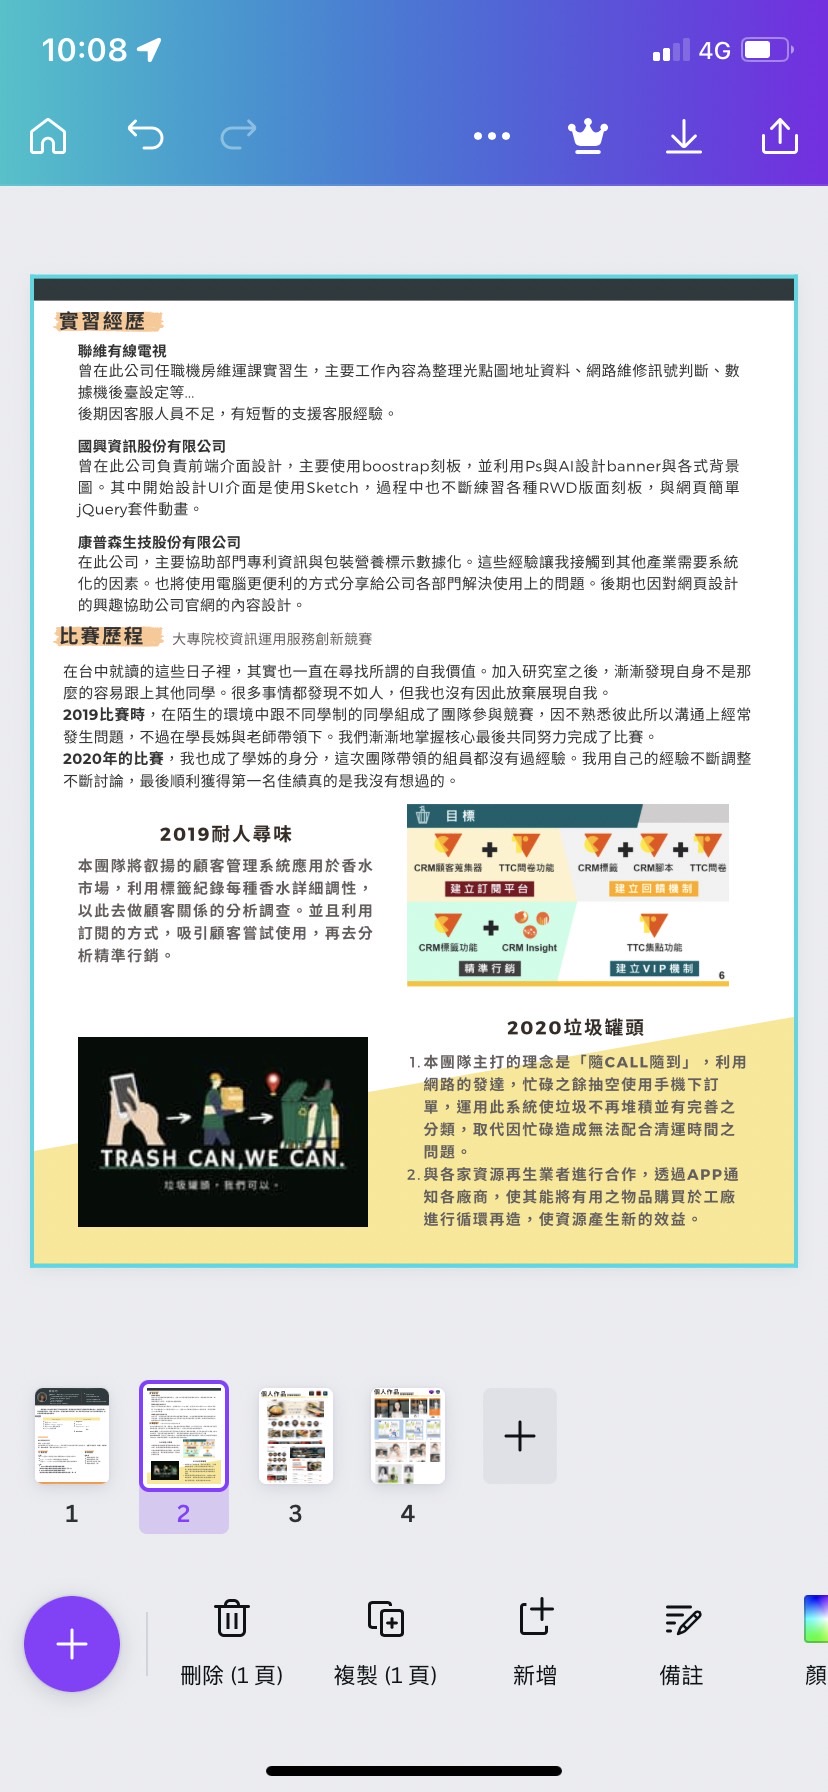 10:08
4G
實習經歷
聯維有線電視
曾在此公司任職機房維運課實習生，主要工作內容為整理光點圖地址資料、網路維修訊號判斷、數
據機後臺設定等...
後期因客服人員不足，有短暫的支援客服經驗。
國興資訊股份有限公司
曾在此公司負責前端介面設計，主要使用boostrap刻板，並利用Ps與AI設計banner與各式背景
圖。其中開始設計UI介面是使用Sketch，過程中也不斷練習各種RWD版面刻板，與網頁簡單
jQuery套件動畫。
康普森生技股份有限公司
在此公司，主要協助部門專利資訊與包裝營養標示數據化。這些經驗讓我接觸到其他產業需要系統
化的因素。也將使用電腦更便利的方式分享給公司各部門解決使用上的問題。後期也因對網頁設計
的興趣協助公司官網的內容設計。
比賽歷程 大專院校資訊運用服務創新競賽
在台中就讀的這些日子裡，其實也一直在尋找所謂的自我價值。加入研究室之後，漸漸發現自身不是那
麼的容易跟上其他同學。很多事情都發現不如人，但我也沒有因此放棄展現自我。
2019比賽時，在陌生的環境中跟不同學制的同學組成了團隊參與競賽，因不熟悉彼此所以溝通上經常
發生問題，不過在學長姊與老師帶領下。我們漸漸地掌握核心最後共同努力完成了比賽。
2020年的比賽，我也成了學姊的身分，這次團隊帶領的組員都沒有過經驗。我用自己的經驗不斷調整
不斷討論，最後順利獲得第一名佳績真的是我沒有想過的。
2019耐人尋味
本團隊將叡揚的顧客管理系統應用於香水
市場，利用標籤紀錄每種香水詳細調性，
以此去做顧客關係的分析調查。並且利用
訂閱的方式，吸引顧客嘗試使用，再去分
析精準行銷。
目標
CRM顧客蒐集器 TTC問卷功能 CRM標籤 CRM腳本 TTC問卷
建立訂閱平台 建立回饋機制
CRM標籤功能 CRM Insight TTC集點功能
精準行銷 建立VIP機制 6
2020垃圾罐頭
1.本團隊主打的理念是「隨CALL隨到」，利用
網路的發達，忙碌之餘抽空使用手機下訂
單，運用此系統使垃圾不再堆積並有完善之
分類，取代因忙碌造成無法配合清運時間之
問題。
2.與各家資源再生業者進行合作，透過APP通
知各廠商，使其能將有用之物品購買於工廠
進行循環再造，使資源產生新的效益。
TRASH CAN,WE CAN.
垃圾罐頭，我們可以。
個人作品
個人作品
1
2
3
4
刪除 (1 頁)
複製 (1 頁)
新增
備註
顏